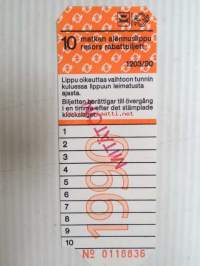 10 matkan alennuslippu
resors rabattbiljett
1203/90
Lippu oikeuttaa vaihtoon tunnin
kuluessa lippuun leimatusta
ajasta.
Biljetten berättigar till övergång
i en timme efter det stämplade
klockslaget.
1
2
3
4
5
6
7
8
9
10
1990
MITÄTÖ
№ 0118836